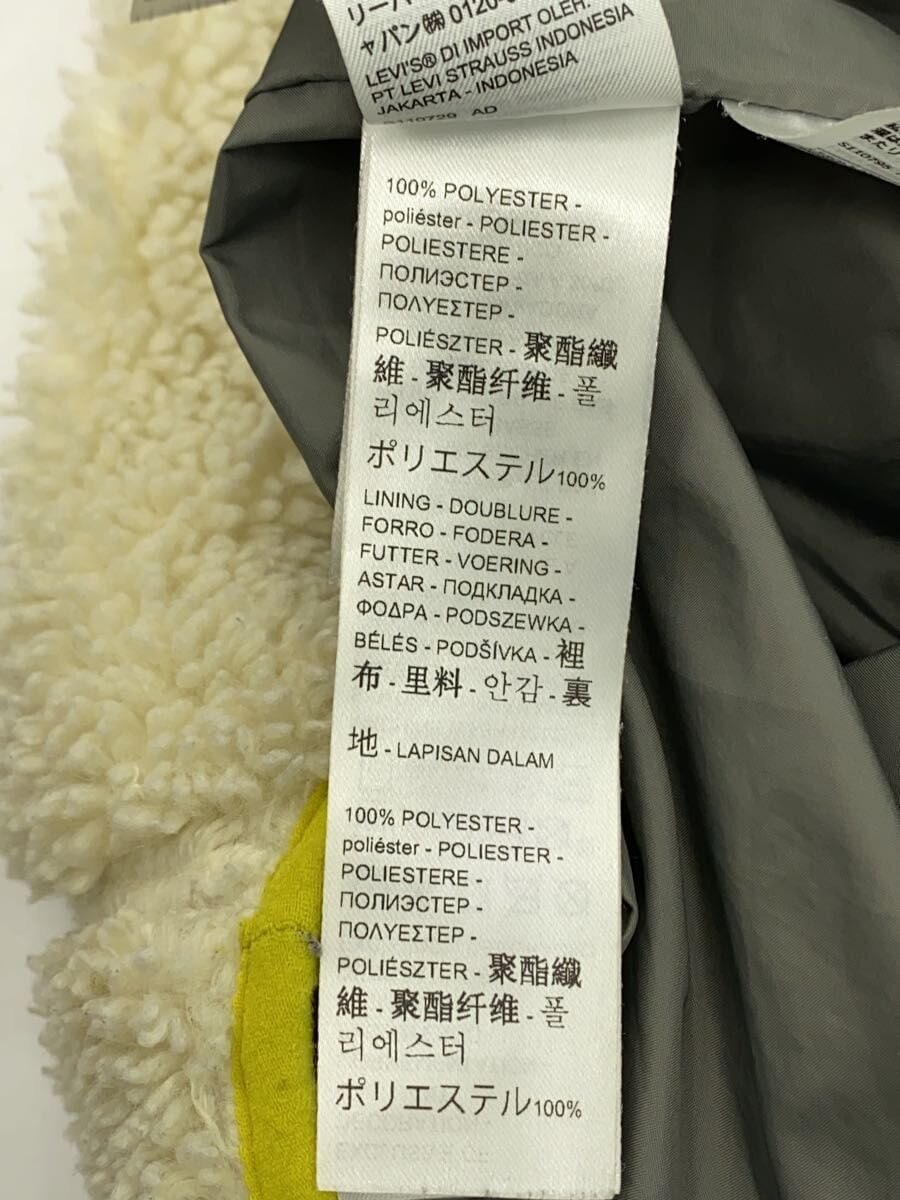 リーバ
ャパン㈱ 0120-
LEVI'S® DI IMPORT OLEH:
PT LEVI STRAUSS INDONESIA
JAKARTA - INDONESIA
AD
S110795
100% POLYESTER -
poliéster - POLIESTER -
POLIESTERE -
ПОЛИЭСТЕР -
ΠΟΛΥΕΣΤΕΡ -
POLIÉSZTER - 聚酯纖
維 - 聚酯纤维 - 폴
리에스터
ポリエステル100%
LINING - DOUBLURE -
FORRO - FODERA -
FUTTER - VOERING -
ASTAR - ПОДКЛАДКА -
ΦΟΔΡΑ - PODSZEWKA -
BÉLÉS - PODŠÍVKA - 裡
布 - 里料 - 안감 - 裏
地 - LAPISAN DALAM
100% POLYESTER -
poliéster - POLIESTER -
POLIESTERE -
ПОЛИЭСТЕР -
ΠΟΛΥΕΣΤΕΡ -
POLIÉSZTER - 聚酯纖
維 - 聚酯纤维 - 폴
리에스터
ポリエステル100%